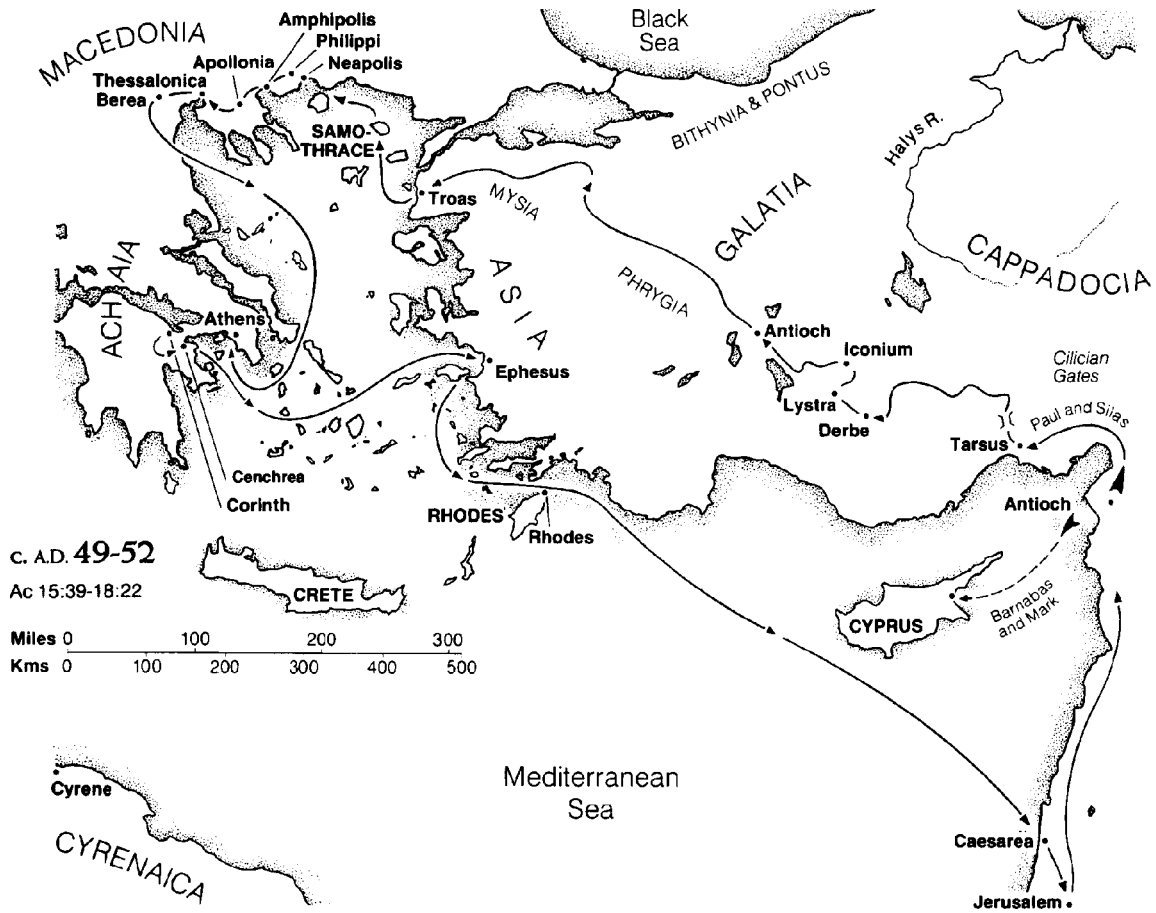 Amphipolis
Philippi
Neapolis
Black
Sea
MACEDONIA
Apollonia
Thessalonica
Berea
SAMO-
THRACE
BITHYNIA & PONTUS
Halys R.
Troas
MYSIA
GALATIA
CAPPADOCIA
ASIA
PHRYGIA
ACHAIA
Athens
Antioch
Iconium
Ephesus
Cilician
Gates
Lystra
Derbe
Paul and Silas
Tarsus
Cenchrea
Corinth
RHODES
Rhodes
Antioch
c. A.D. 49-52
Ac 15:39-18:22
CRETE
CYPRUS
Barnabas
and Mark
Miles 0 100 200 300
Kms 0 100 200 300 400 500
Mediterranean
Sea
Cyrene
CYRENAICA
Caesarea
Jerusalem